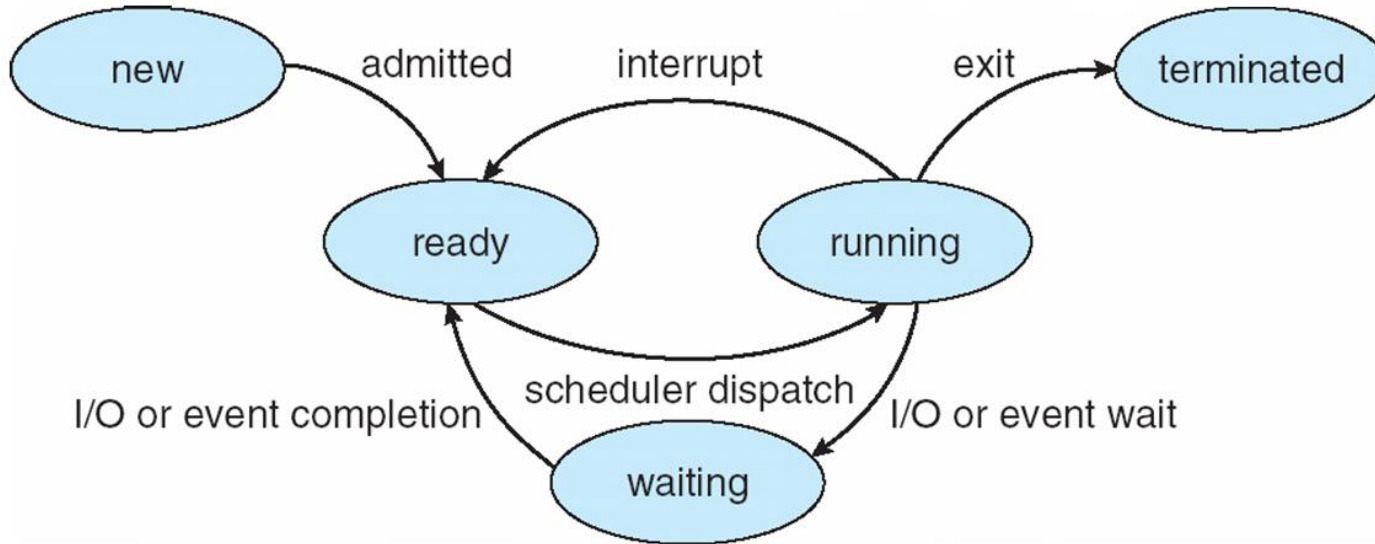 new
admitted
interrupt
exit
terminated
ready
running
scheduler dispatch
I/O or event completion
I/O or event wait
waiting